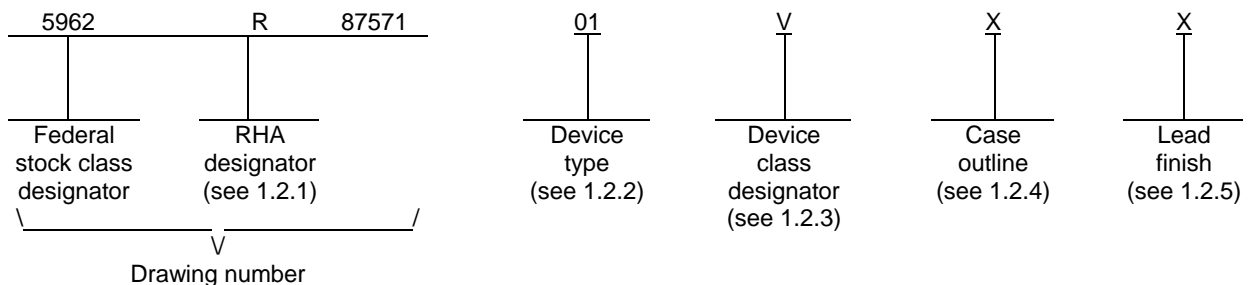 5962 R 87571 01 V X X
Federal stock class designator
RHA designator (see 1.2.1)
Device type (see 1.2.2)
Device class designator (see 1.2.3)
Case outline (see 1.2.4)
Lead finish (see 1.2.5)
Drawing number